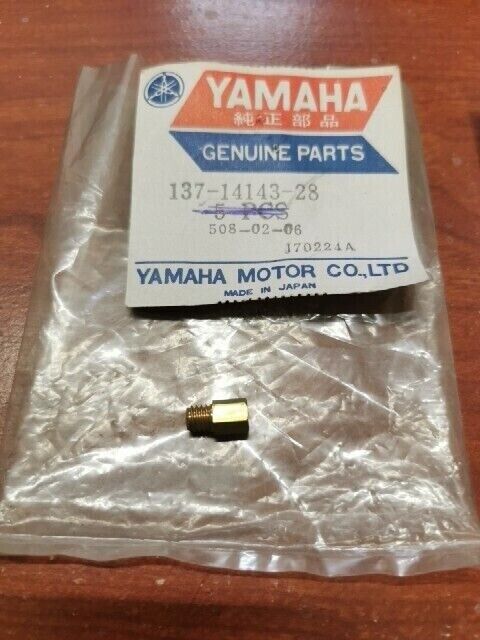 YAMAHA
純正部品
GENUINE PARTS
137-14143-28
5 PCS
508-02-06
170224A
YAMAHA MOTOR CO.,LTD
MADE IN JAPAN